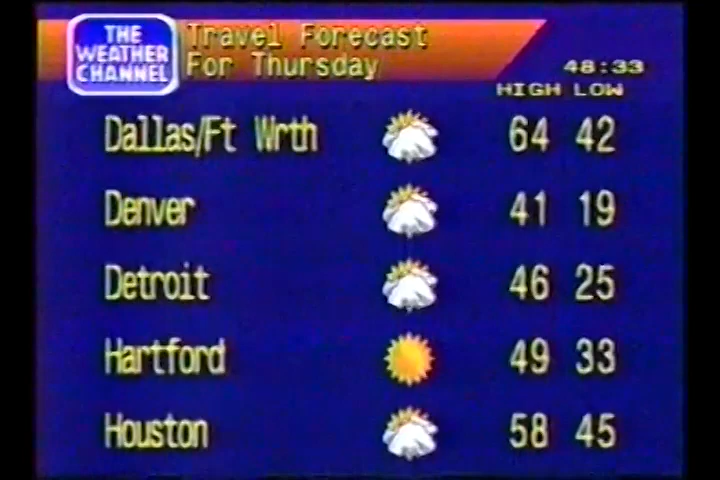 THE
WEATHER
CHANNEL
Travel Forecast
For Thursday
48:33
HIGH LOW
Dallas/Ft Wrth 64 42
Denver 41 19
Detroit 46 25
Hartford 49 33
Houston 58 45